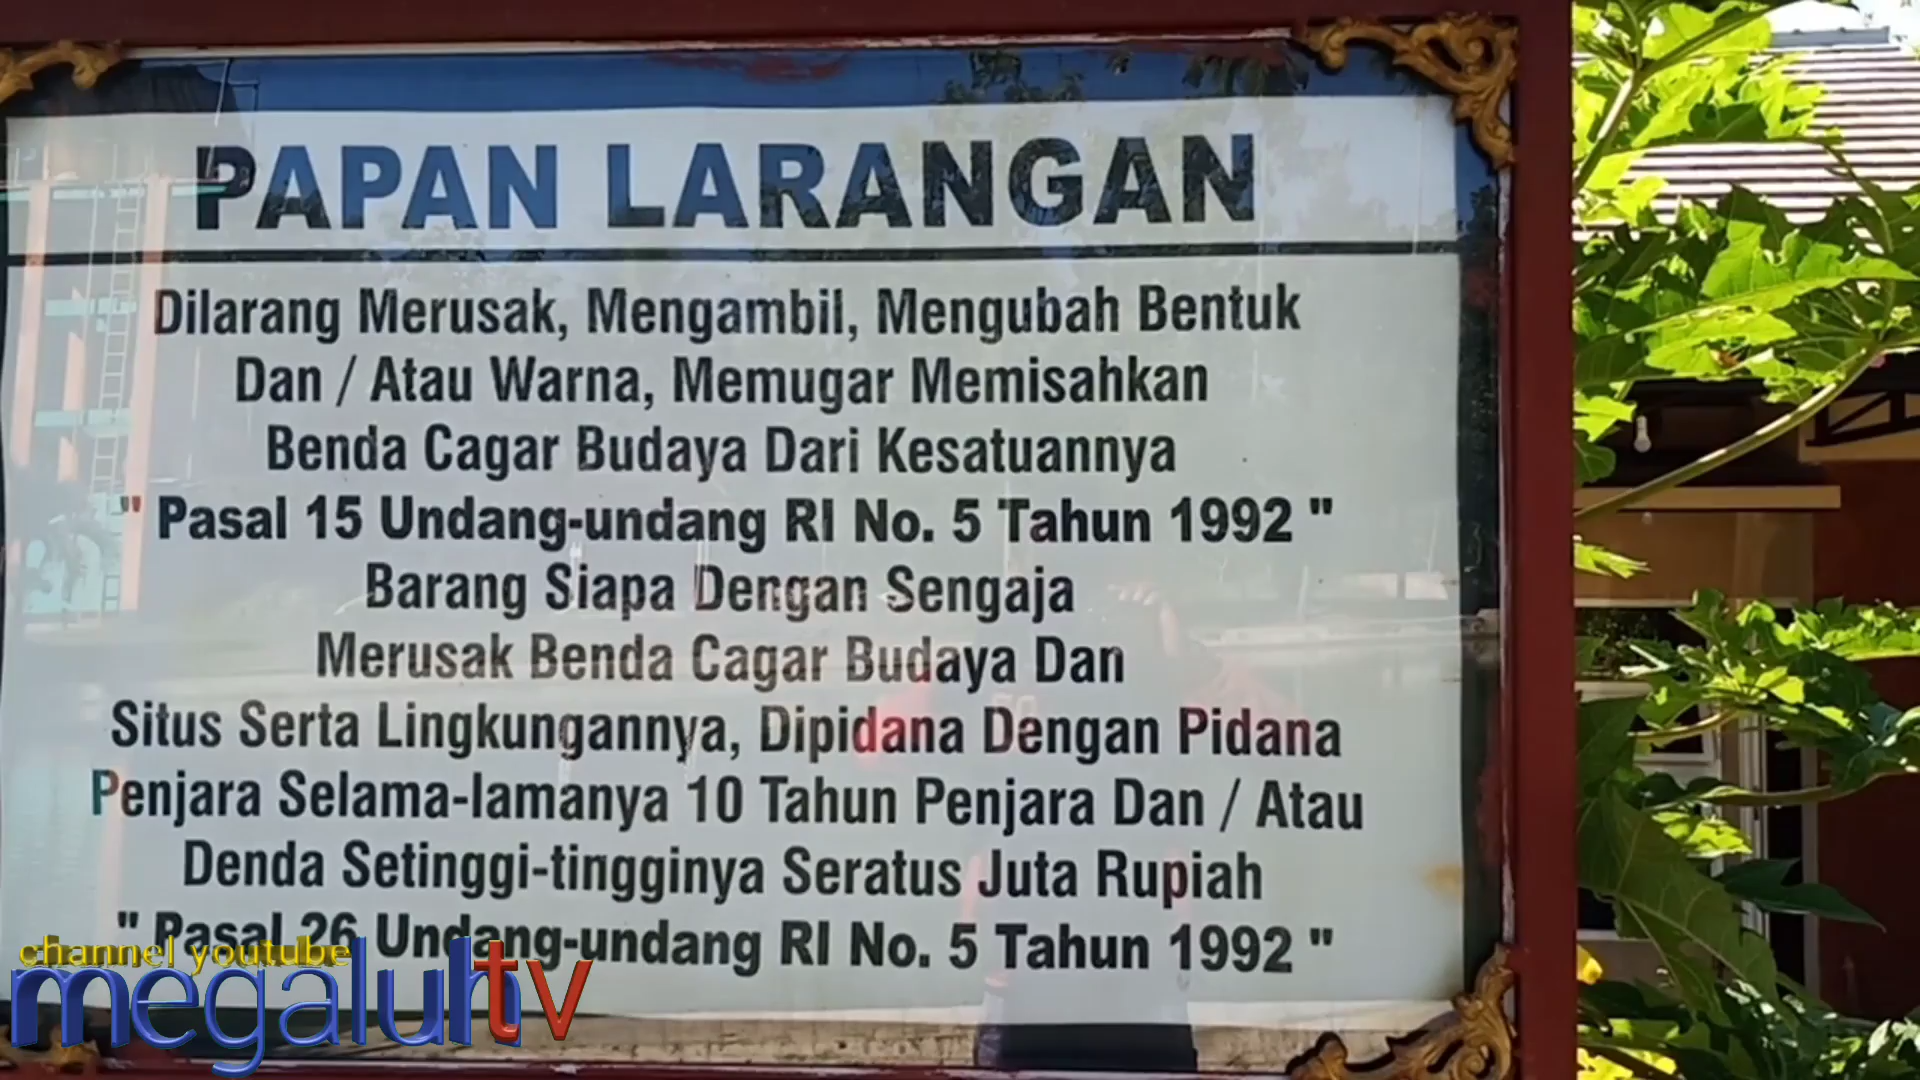 PAPAN LARANGAN
Dilarang Merusak, Mengambil, Mengubah Bentuk
Dan / Atau Warna, Memugar Memisahkan
Benda Cagar Budaya Dari Kesatuannya
" Pasal 15 Undang-undang RI No. 5 Tahun 1992 "
Barang Siapa Dengan Sengaja
Merusak Benda Cagar Budaya Dan
Situs Serta Lingkungannya, Dipidana Dengan Pidana
Penjara Selama-lamanya 10 Tahun Penjara Dan / Atau
Denda Setinggi-tingginya Seratus Juta Rupiah
" Pasal 26 Undang-undang RI No. 5 Tahun 1992 "
channel youtube
megaluh tv